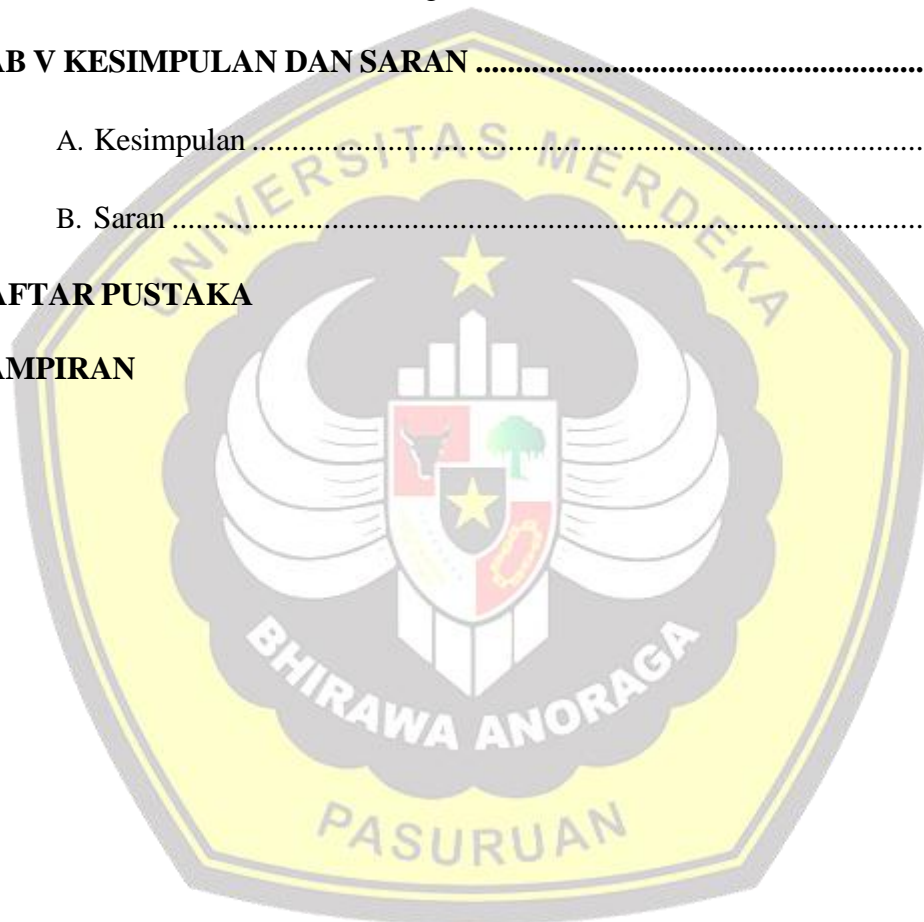 AB V KESIMPULAN DAN SARAN ........................................................
A. Kesimpulan ....................................................................................
B. Saran ..............................................................................................
AFTAR PUSTAKA
AMPIRAN
UNIVERSITAS MERDEKA
BHIRAWA ANORAGA
PASURUAN